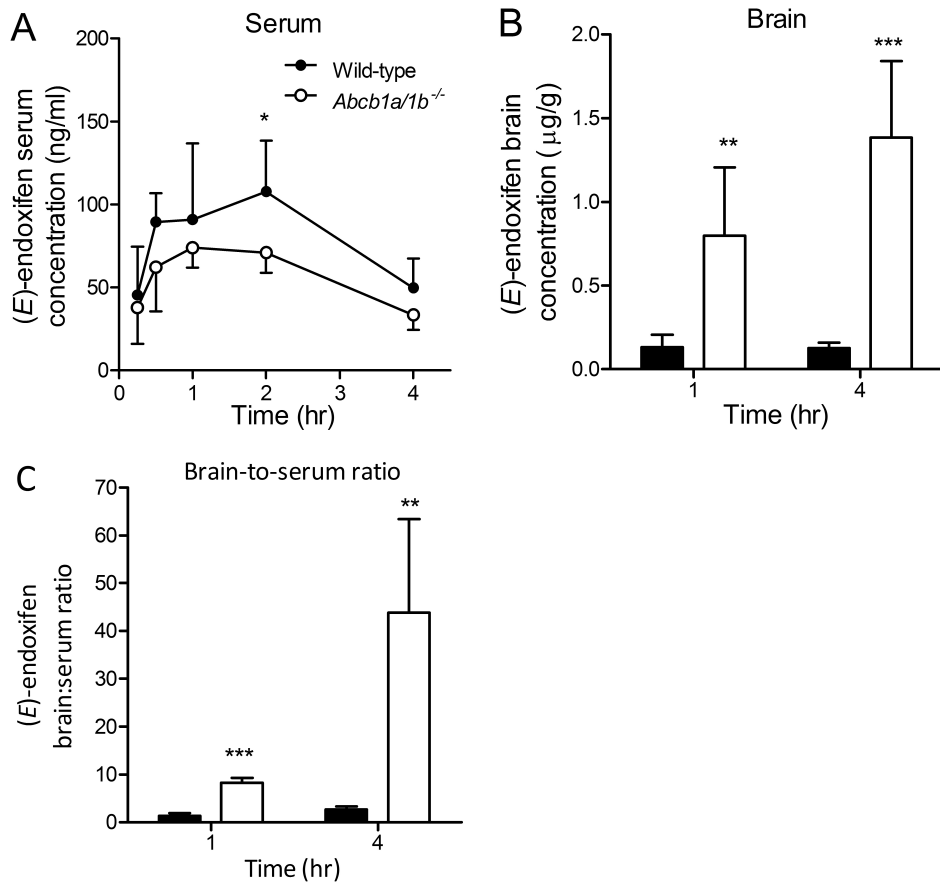 A
Serum
200
150
100
50
0
0
1
2
3
4
Time (hr)
(E)-endoxifen serum
concentration (ng/ml)
Wild-type
Abcb1a/1b-/-
*
B
Brain
2.0
1.5
1.0
0.5
0.0
1
4
Time (hr)
(E)-endoxifen brain
concentration (µg/g)
**
***
C
Brain-to-serum ratio
70
60
50
40
30
20
10
0
1
4
Time (hr)
(E)-endoxifen
brain:serum ratio
***
**